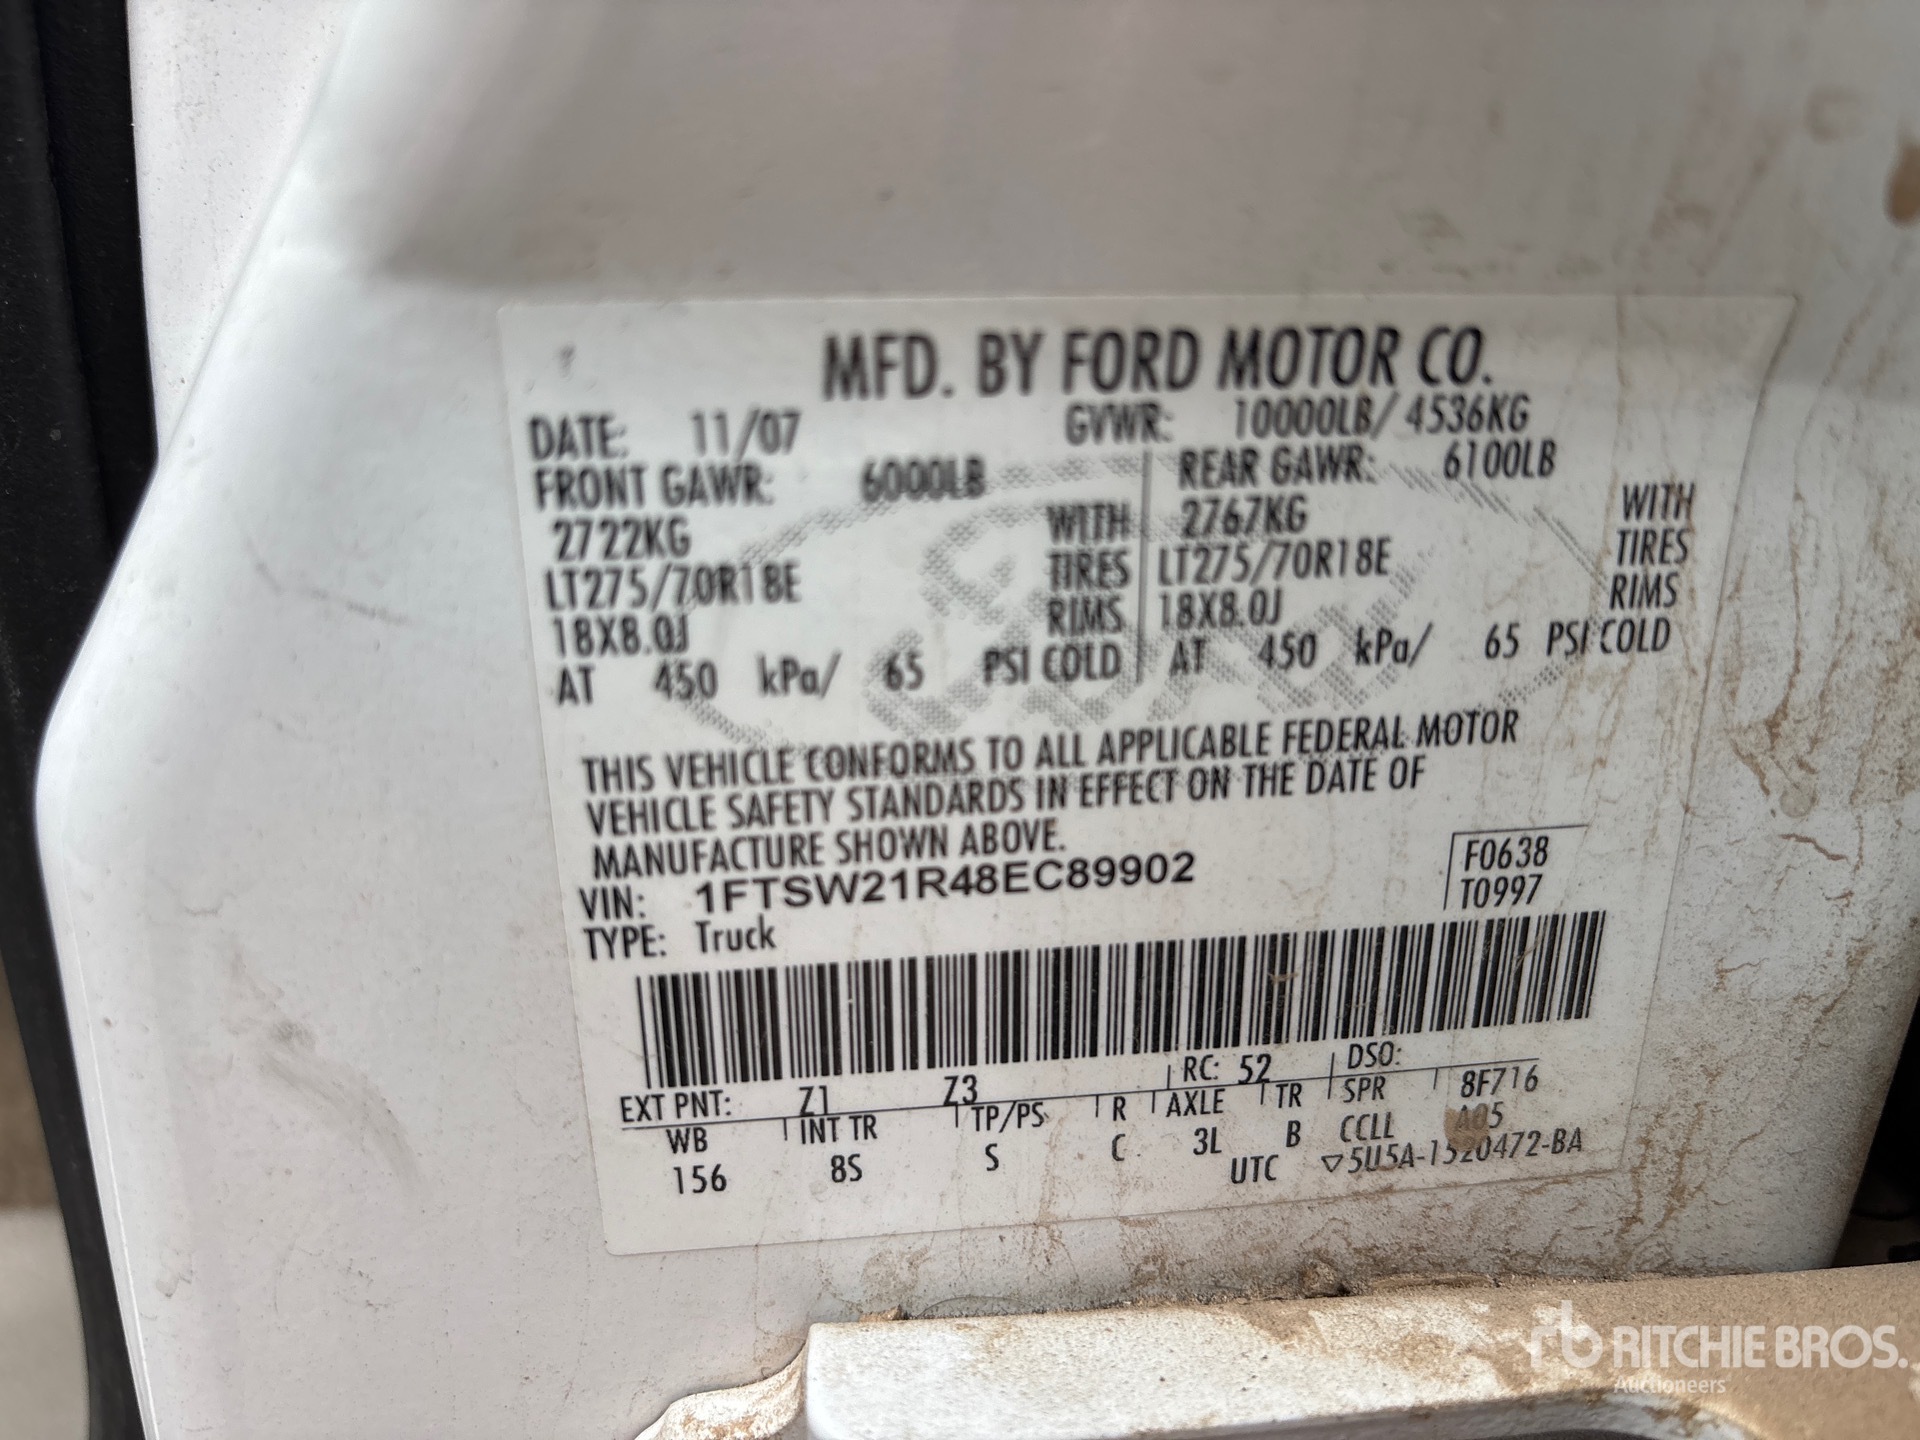 MFD. BY FORD MOTOR CO.
DATE: 11/07 GVWR: 10000LB/ 4536KG
FRONT GAWR: 6000LB REAR GAWR: 6100LB
2722KG WITH 2767KG WITH
LT275/70R18E TIRES LT275/70R18E TIRES
18X8.0J RIMS 18X8.0J RIMS
AT 450 kPa/ 65 PSI COLD AT 450 kPa/ 65 PSI COLD
THIS VEHICLE CONFORMS TO ALL APPLICABLE FEDERAL MOTOR
VEHICLE SAFETY STANDARDS IN EFFECT ON THE DATE OF
MANUFACTURE SHOWN ABOVE.
VIN: 1FTSW21R48EC89902 F0638
TYPE: Truck T0997
EXT PNT: Z1 Z3 RC: 52 DSO:
WB INT TR TP/PS R AXLE TR SPR 8F716
156 8S S C 3L B CCLL A05
UTC ▽5U5A-1520472-BA
rb RITCHIE BROS.
Auctioneers